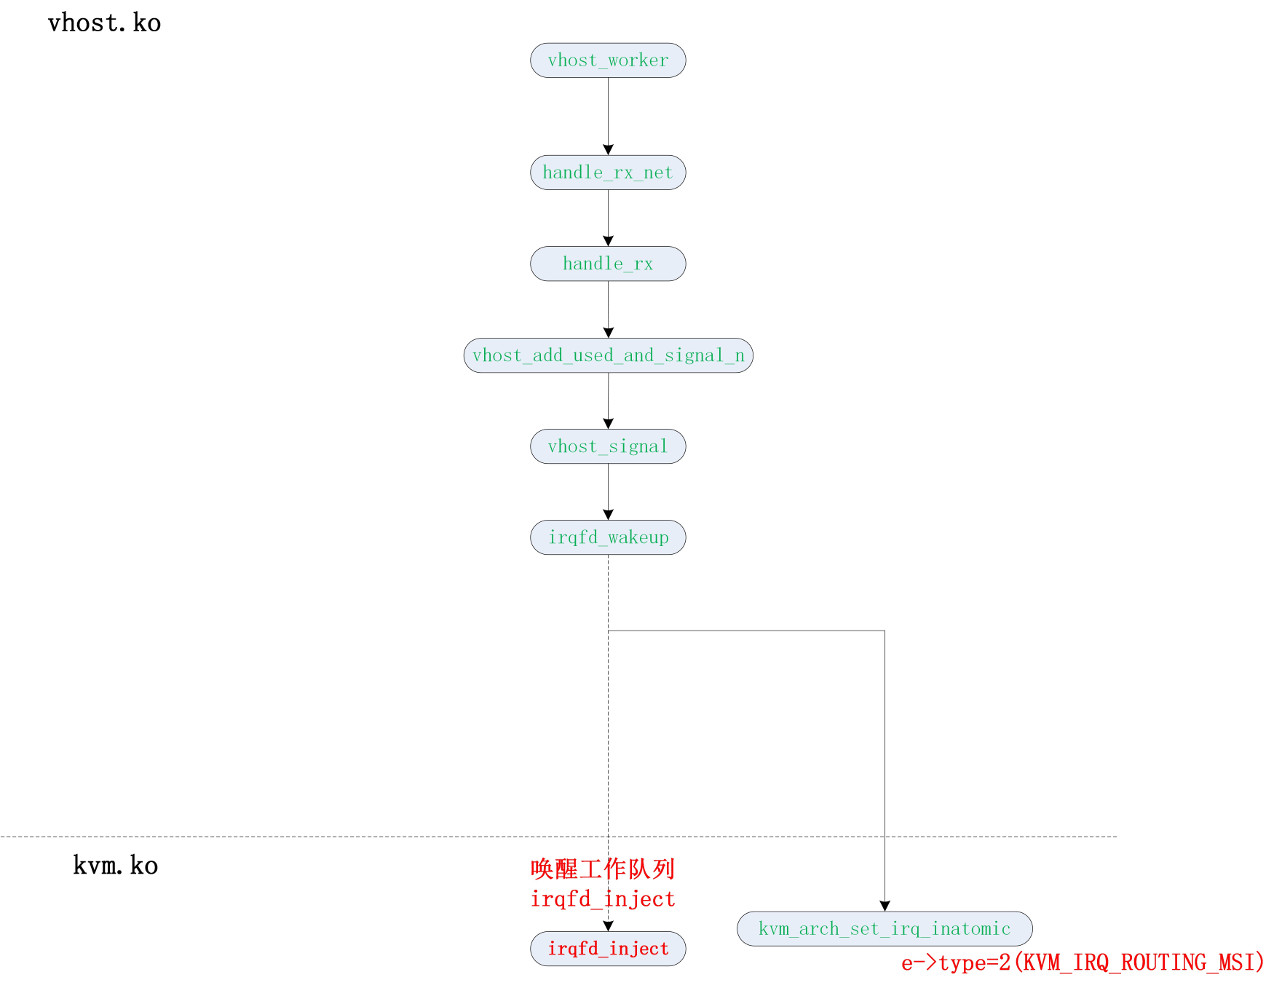 vhost.ko
vhost_worker
handle_rx_net
handle_rx
vhost_add_used_and_signal_n
vhost_signal
irqfd_wakeup
kvm.ko
唤醒工作队列
irqfd_inject
irqfd_inject
kvm_arch_set_irq_inatomic
e->type=2(KVM_IRQ_ROUTING_MSI)